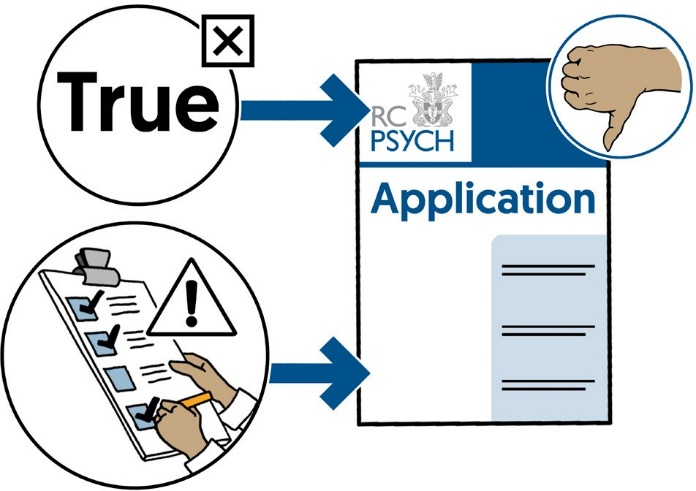 True
RC
PSYCH
Application